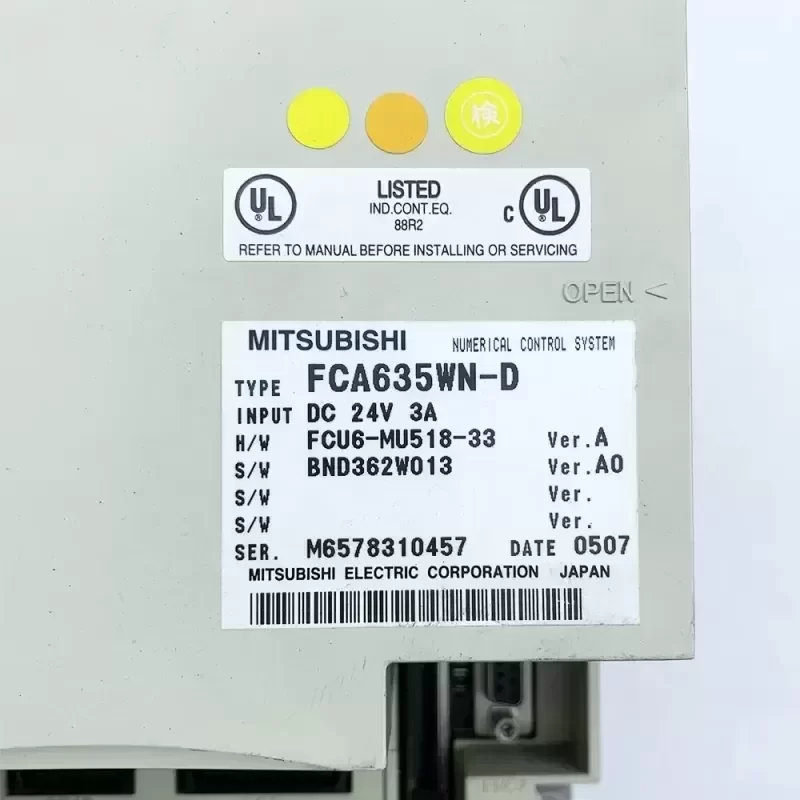 検
UL LISTED C UL
IND.CONT.EQ.
88R2
REFER TO MANUAL BEFORE INSTALLING OR SERVICING
OPEN <
MITSUBISHI NUMERICAL CONTROL SYSTEM
TYPE FCA635WN-D
INPUT DC 24V 3A
H/W FCU6-MU518-33 Ver.A
S/W BND362W013 Ver.A0
S/W Ver.
S/W Ver.
SER. M6578310457 DATE 0507
MITSUBISHI ELECTRIC CORPORATION JAPAN